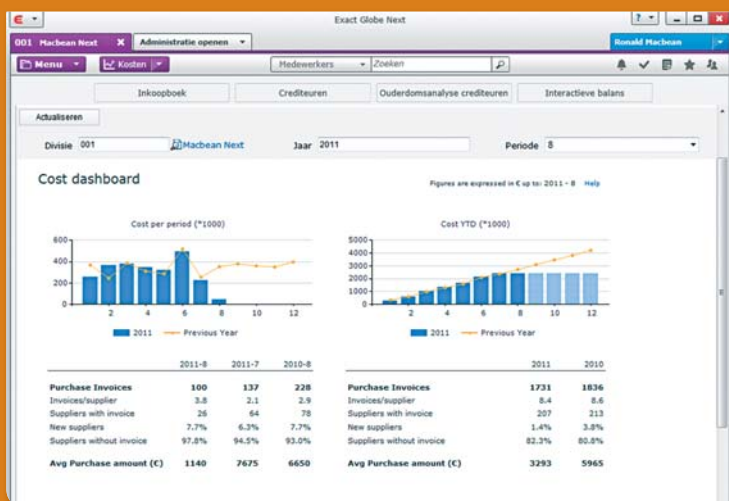 Exact Globe Next
001 Macbean Next
Administratie openen
Ronald Macbean
Menu
Kosten
Medewerkers
Zoeken
Inkoopboek
Crediteuren
Ouderdomsanalyse crediteuren
Interactieve balans
Actualiseren
Divisie 001 Macbean Next Jaar 2011 Periode 8
Cost dashboard
Figures are expressed in € up to: 2011 - 8 Help
Cost per period (*1000)
600
400
200
0
2 4 6 8 10 12
2011 Previous Year
2011-8 2011-7 2010-8
Purchase Invoices 100 137 228
Invoices/supplier 3.8 2.1 2.9
Suppliers with invoice 26 64 78
New suppliers 7.7% 6.3% 7.7%
Suppliers without invoice 97.8% 94.5% 93.0%
Avg Purchase amount (€) 1140 7675 6650
Cost YTD (*1000)
5000
4000
3000
2000
1000
0
2 4 6 8 10 12
2011 Previous Year
2011 2010
Purchase Invoices 1731 1836
Invoices/supplier 8.4 8.6
Suppliers with invoice 207 213
New suppliers 1.4% 3.8%
Suppliers without invoice 82.3% 80.8%
Avg Purchase amount (€) 3293 5965